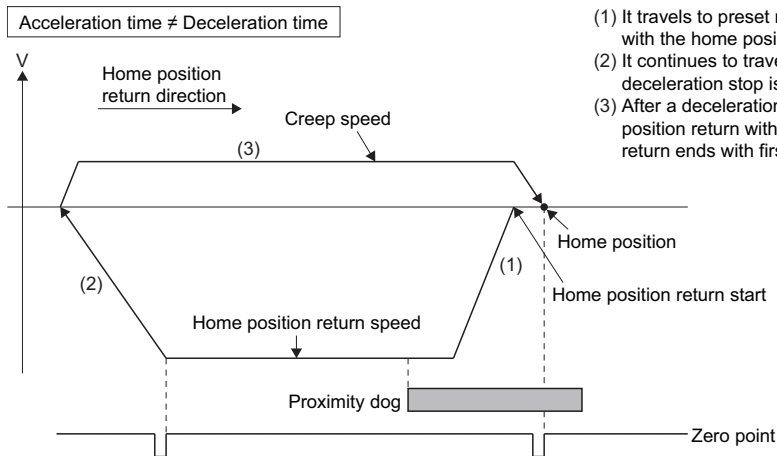 Acceleration time ≠ Deceleration time
(1) It travels to preset
with the home posi
(2) It continues to trave
deceleration stop is
(3) After a deceleration
position return with
return ends with firs
V
Home position
return direction
Creep speed
(3)
Home position
(1)
(2)
Home position return start
Home position return speed
Proximity dog
Zero point